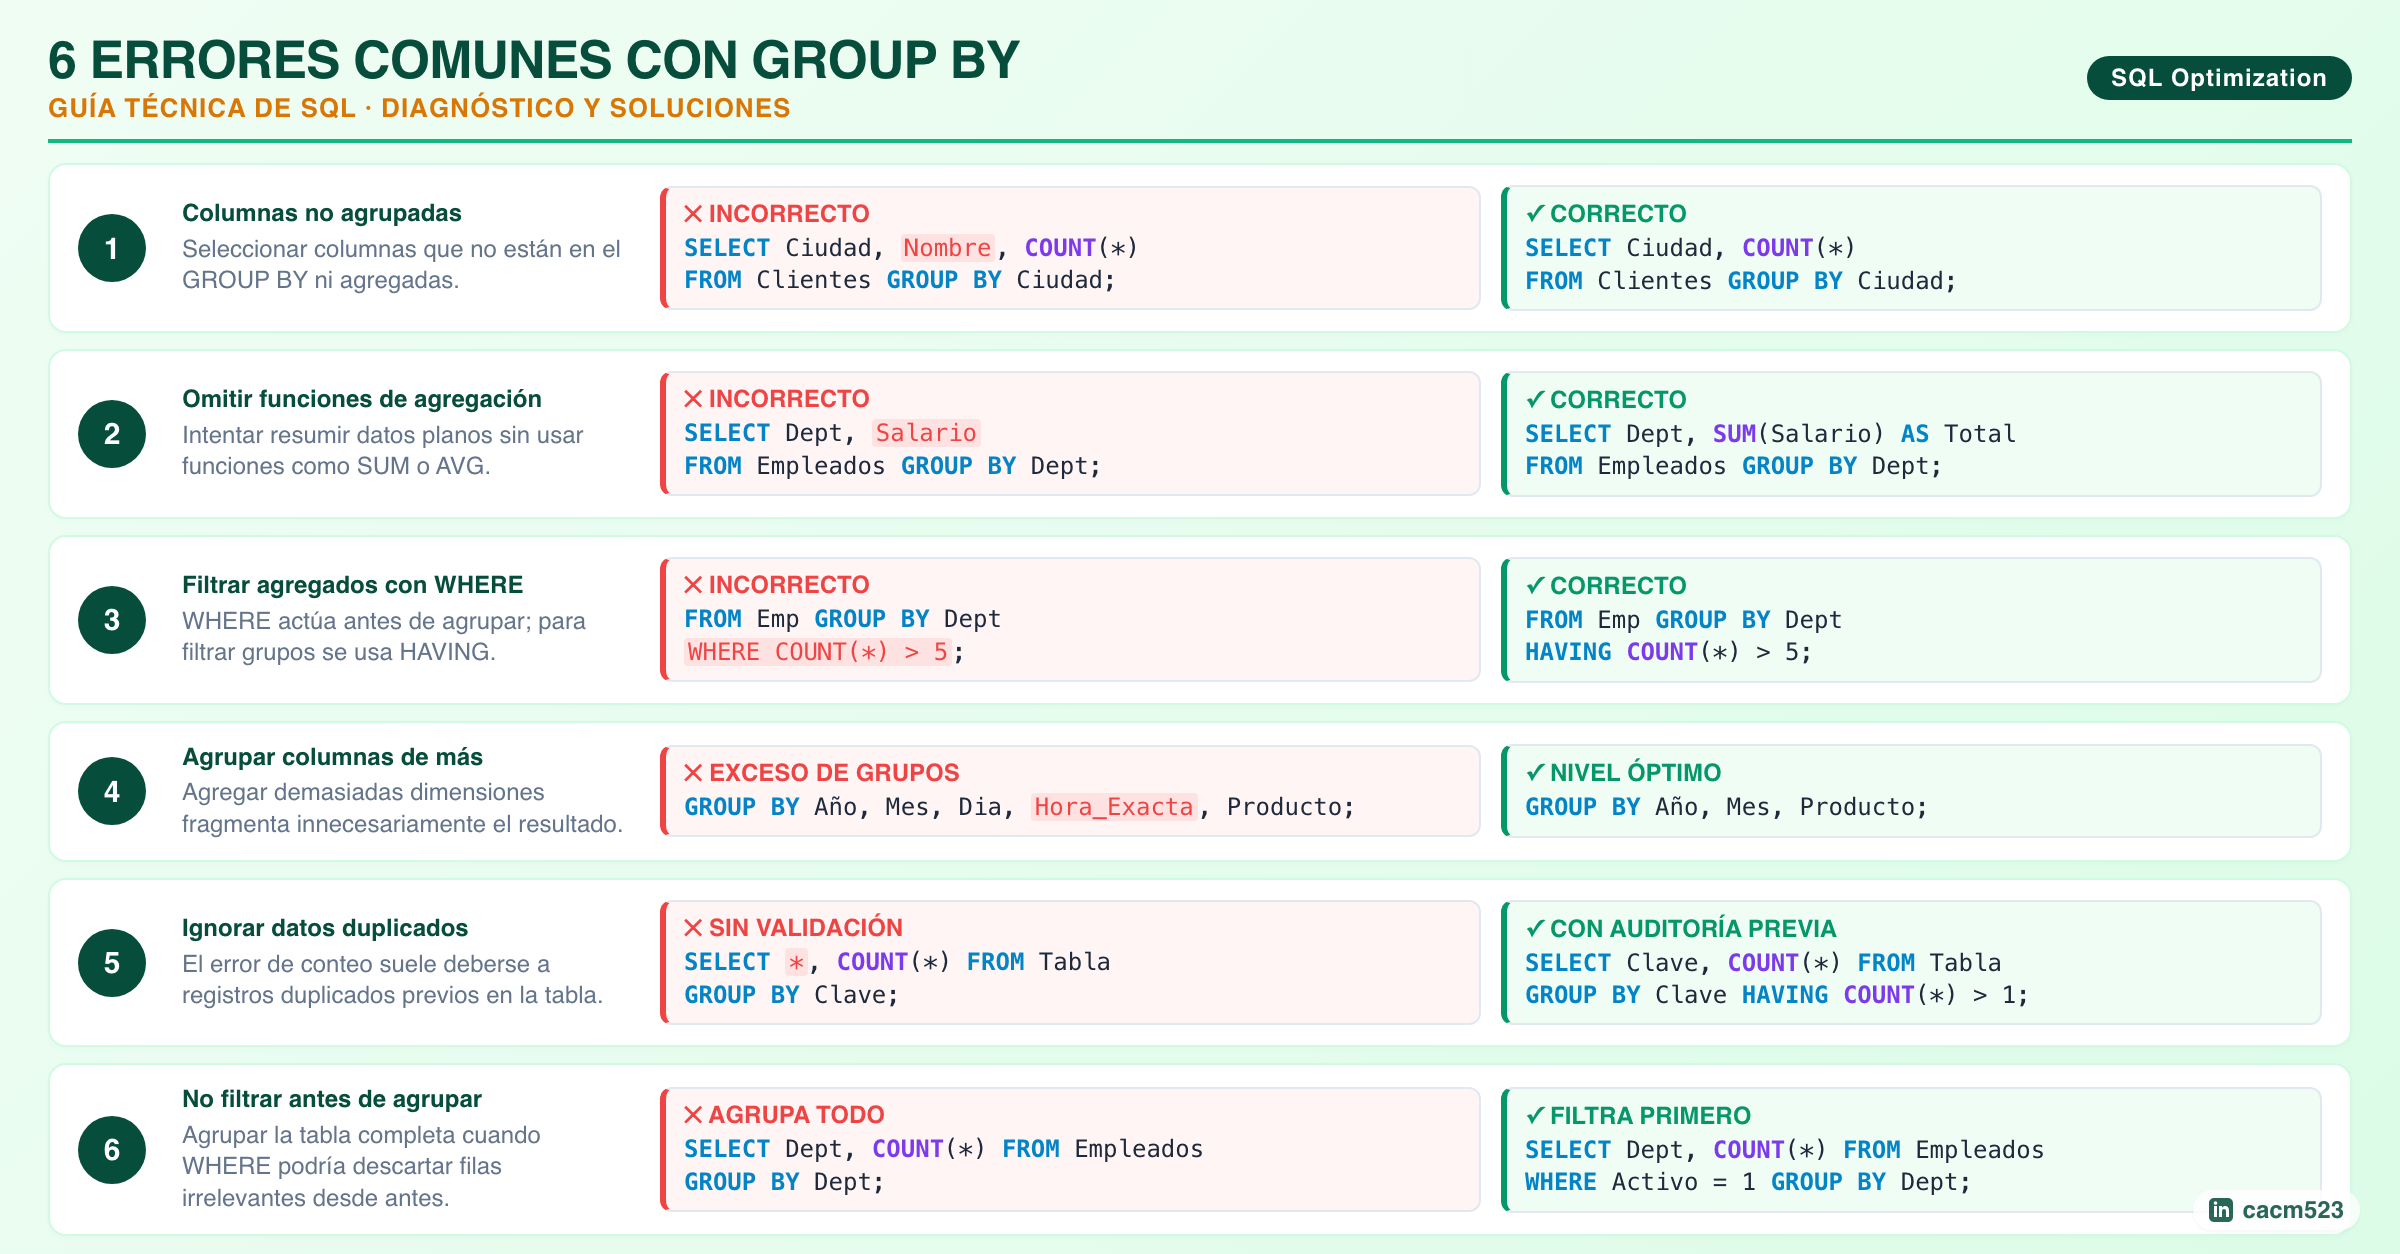 6 ERRORES COMUNES CON GROUP BY
GUÍA TÉCNICA DE SQL · DIAGNÓSTICO Y SOLUCIONES
SQL Optimization
1
Columnas no agrupadas
Seleccionar columnas que no están en el
GROUP BY ni agregadas.
✕ INCORRECTO
SELECT Ciudad, Nombre, COUNT(*)
FROM Clientes GROUP BY Ciudad;
✓ CORRECTO
SELECT Ciudad, COUNT(*)
FROM Clientes GROUP BY Ciudad;
2
Omitir funciones de agregación
Intentar resumir datos planos sin usar
funciones como SUM o AVG.
✕ INCORRECTO
SELECT Dept, Salario
FROM Empleados GROUP BY Dept;
✓ CORRECTO
SELECT Dept, SUM(Salario) AS Total
FROM Empleados GROUP BY Dept;
3
Filtrar agregados con WHERE
WHERE actúa antes de agrupar; para
filtrar grupos se usa HAVING.
✕ INCORRECTO
FROM Emp GROUP BY Dept
WHERE COUNT(*) > 5;
✓ CORRECTO
FROM Emp GROUP BY Dept
HAVING COUNT(*) > 5;
4
Agrupar columnas de más
Agregar demasiadas dimensiones
fragmenta innecesariamente el resultado.
✕ EXCESO DE GRUPOS
GROUP BY Año, Mes, Dia, Hora_Exacta, Producto;
✓ NIVEL ÓPTIMO
GROUP BY Año, Mes, Producto;
5
Ignorar datos duplicados
El error de conteo suele deberse a
registros duplicados previos en la tabla.
✕ SIN VALIDACIÓN
SELECT *, COUNT(*) FROM Tabla
GROUP BY Clave;
✓ CON AUDITORÍA PREVIA
SELECT Clave, COUNT(*) FROM Tabla
GROUP BY Clave HAVING COUNT(*) > 1;
6
No filtrar antes de agrupar
Agrupar la tabla completa cuando
WHERE podría descartar filas
irrelevantes desde antes.
✕ AGRUPA TODO
SELECT Dept, COUNT(*) FROM Empleados
GROUP BY Dept;
✓ FILTRA PRIMERO
SELECT Dept, COUNT(*) FROM Empleados
WHERE Activo = 1 GROUP BY Dept;
in cacm523